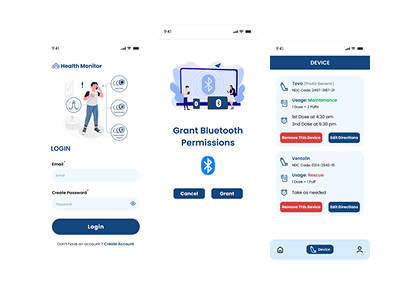 9:41
Health Monitor
LOGIN
Email*
Email
Create Password*
Password
Login
Don't have an account ? Create Account
9:41
Grant Bluetooth
Permissions
Cancel
Grant
9:41
DEVICE
Teva (ProAir Generic)
NDC Code: 2457-3187-21
Usage: Maintenance
1 Dose = 2 Puffs
1st Dose at 4:30 am
2nd Dose at 5:30 pm
Remove This Device
Edit Directions
Ventolin
NDC Code: 0214-3542-15
Usage: Rescue
1 Dose = 1 Puff
Take as needed
Remove This Device
Edit Directions
Device